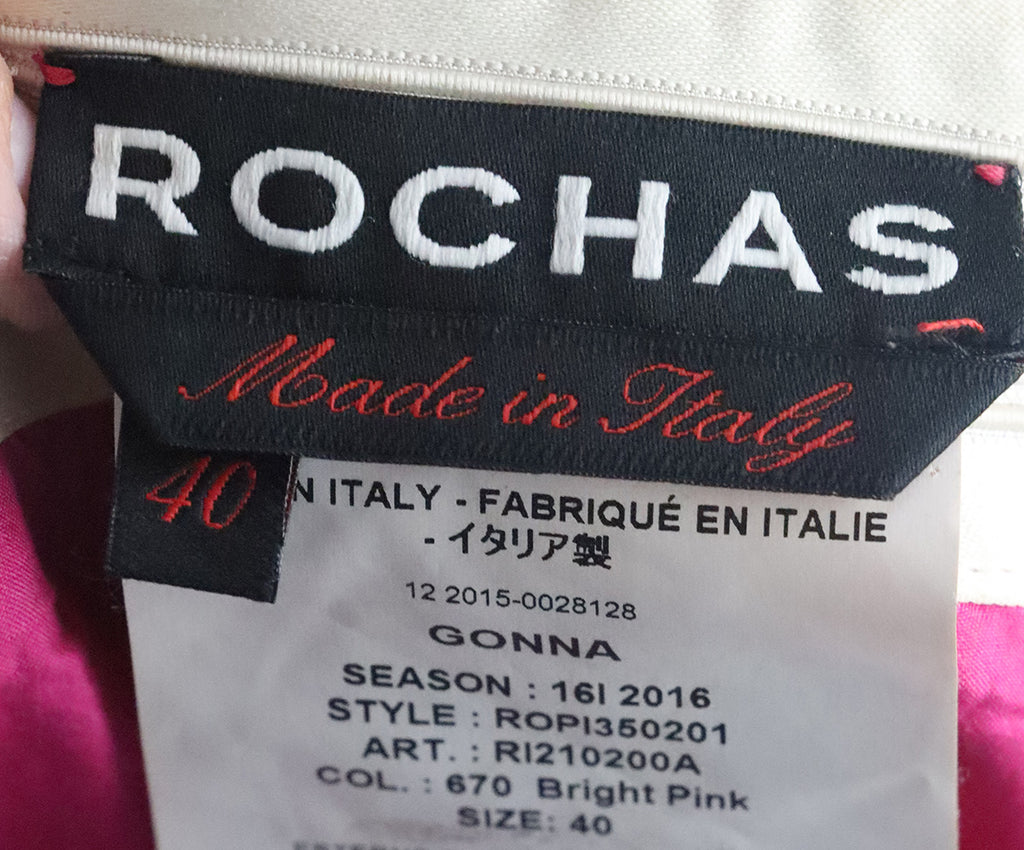 ROCHAS
Made in Italy
40
N ITALY - FABRIQUÉ EN ITALIE
- イタリア製
12 2015-0028128
GONNA
SEASON : 16I 2016
STYLE : ROPI350201
ART. : RI210200A
COL. : 670 Bright Pink
SIZE: 40